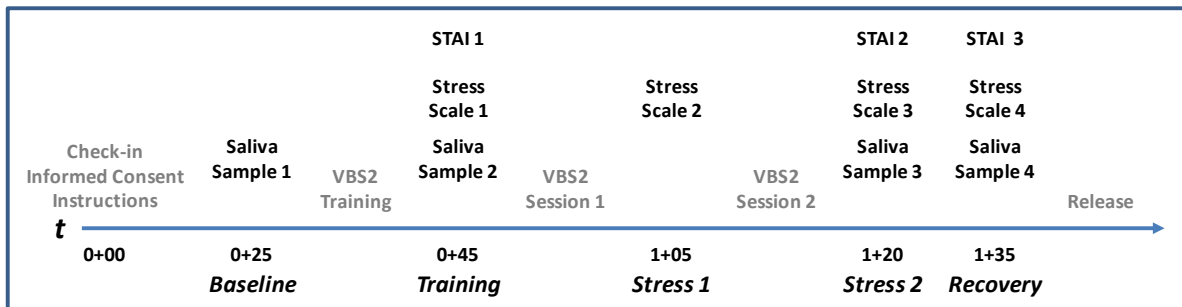 STAI 1
STAI 2
STAI 3
Stress
Scale 1
Stress
Scale 2
Stress
Scale 3
Stress
Scale 4
Check-in
Informed Consent
Instructions
Saliva
Sample 1
VBS2
Training
Saliva
Sample 2
VBS2
Session 1
VBS2
Session 2
Saliva
Sample 3
Saliva
Sample 4
Release
t
0+00
0+25
0+45
1+05
1+20
1+35
Baseline
Training
Stress 1
Stress 2
Recovery